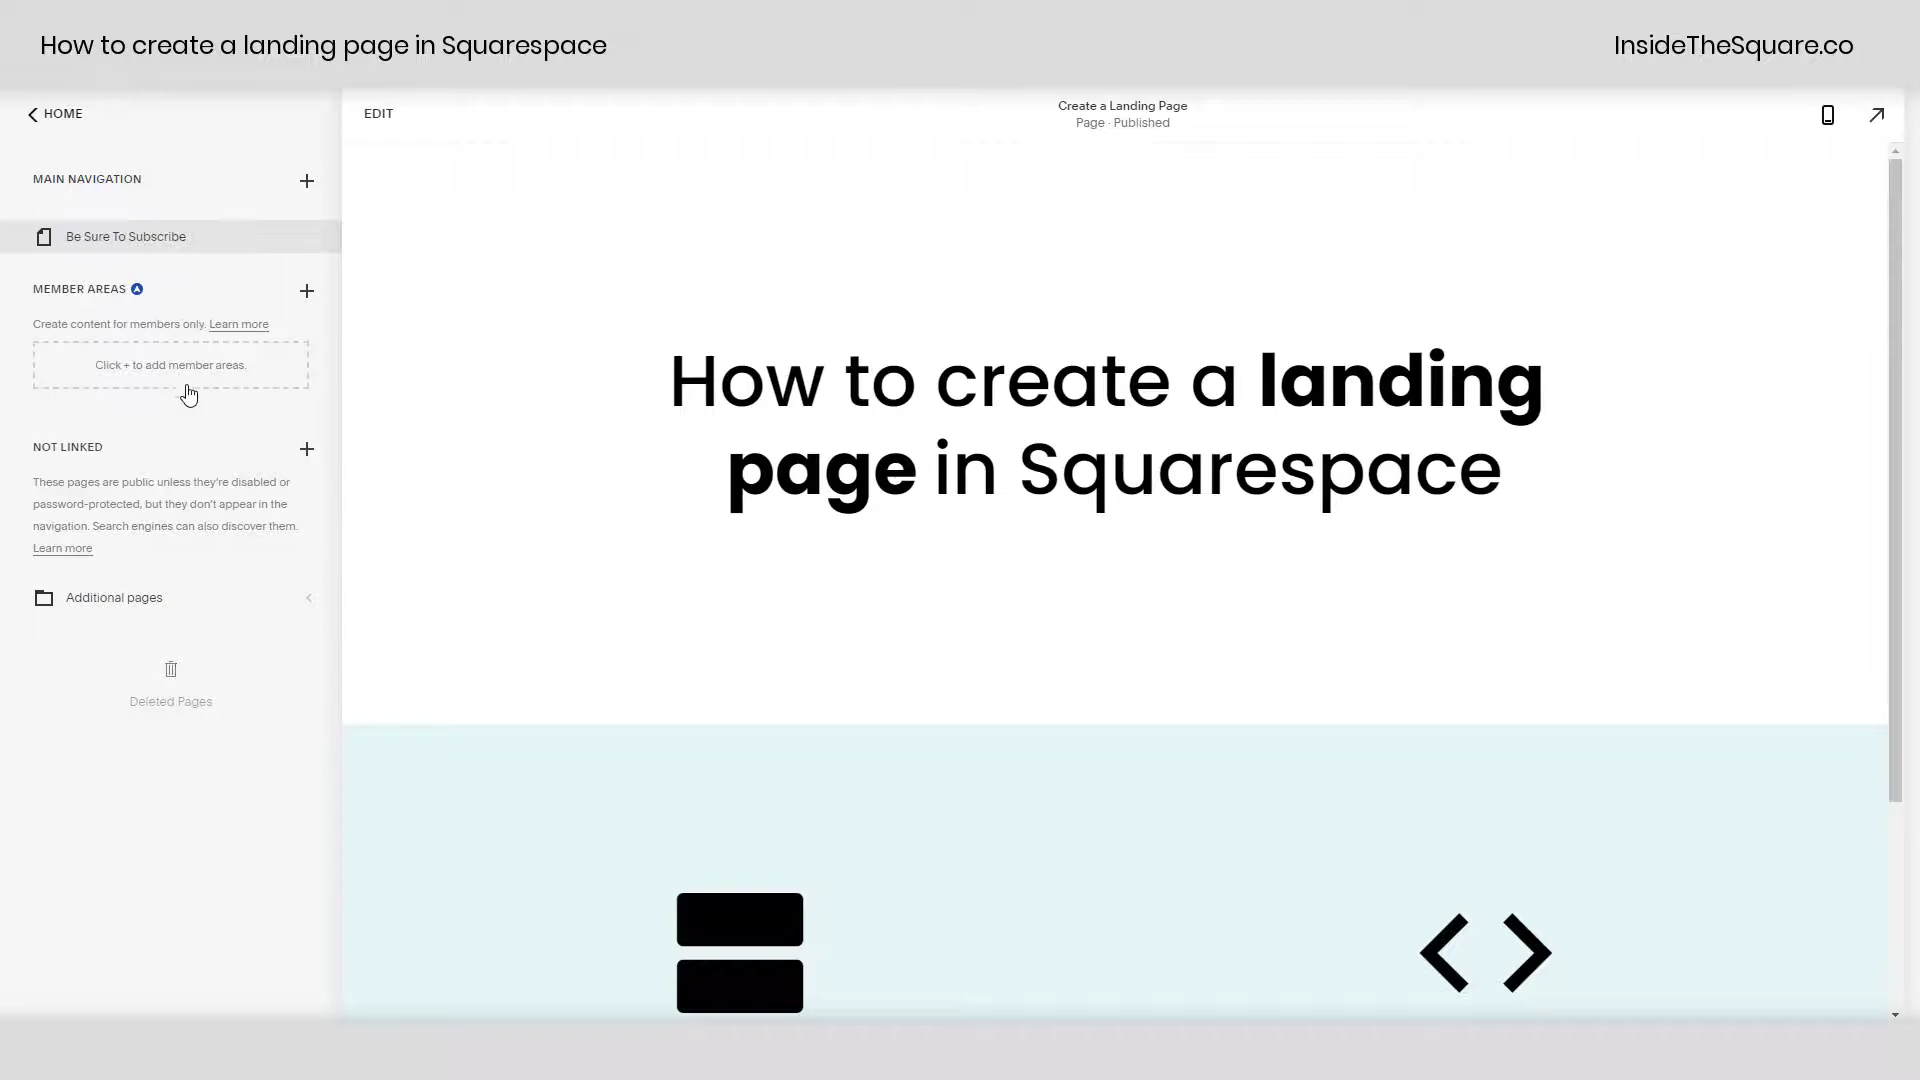 How to create a landing page in Squarespace
InsideTheSquare.co
HOME
EDIT
Create a Landing Page
Page · Published
MAIN NAVIGATION
Be Sure To Subscribe
MEMBER AREAS
Create content for members only. Learn more
Click + to add member areas.
NOT LINKED
These pages are public unless they're disabled or
password-protected, but they don't appear in the
navigation. Search engines can also discover them.
Learn more
Additional pages
Deleted Pages
How to create a landing
page in Squarespace